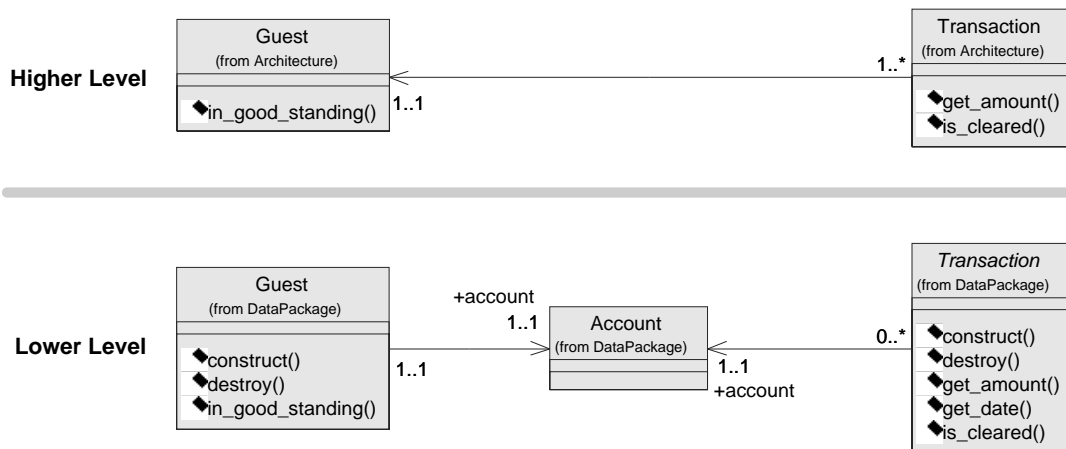 Higher Level
Guest
(from Architecture)
in_good_standing()
1..1
1..*
Transaction
(from Architecture)
get_amount()
is_cleared()
Lower Level
Guest
(from DataPackage)
construct()
destroy()
in_good_standing()
1..1
+account
1..1
Account
(from DataPackage)
1..1
+account
0..*
Transaction
(from DataPackage)
construct()
destroy()
get_amount()
get_date()
is_cleared()